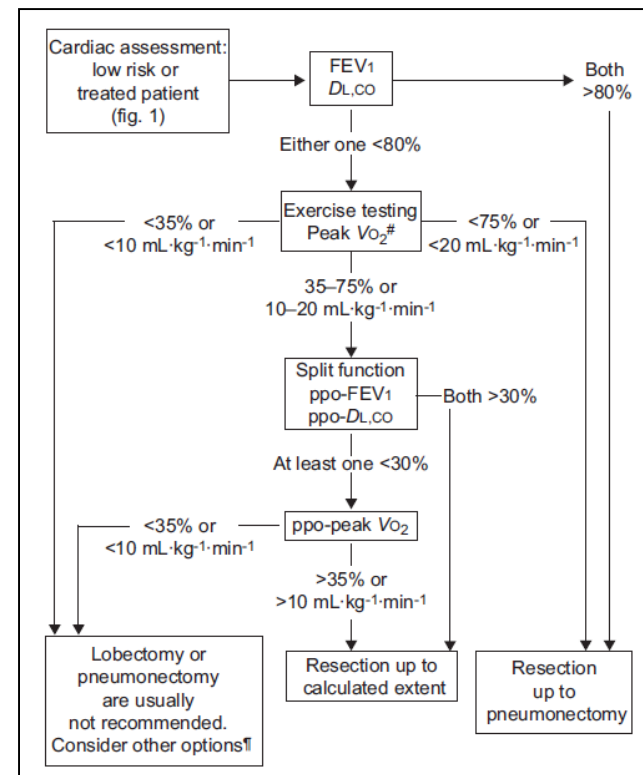 Cardiac assessment:
low risk or
treated patient
(fig. 1)
FEV1
DL,CO
Both
>80%
Either one <80%
<35% or
<10 mL·kg-1·min-1
Exercise testing
Peak VO2#
<75% or
<20 mL·kg-1·min-1
35–75% or
10–20 mL·kg-1·min-1
Split function
ppo-FEV1
ppo-DL,CO
Both >30%
At least one <30%
<35% or
<10 mL·kg-1·min-1
ppo-peak VO2
>35% or
>10 mL·kg-1·min-1
Lobectomy or
pneumonectomy
are usually
not recommended.
Consider other options¶
Resection up to
calculated extent
Resection
up to
pneumonectomy